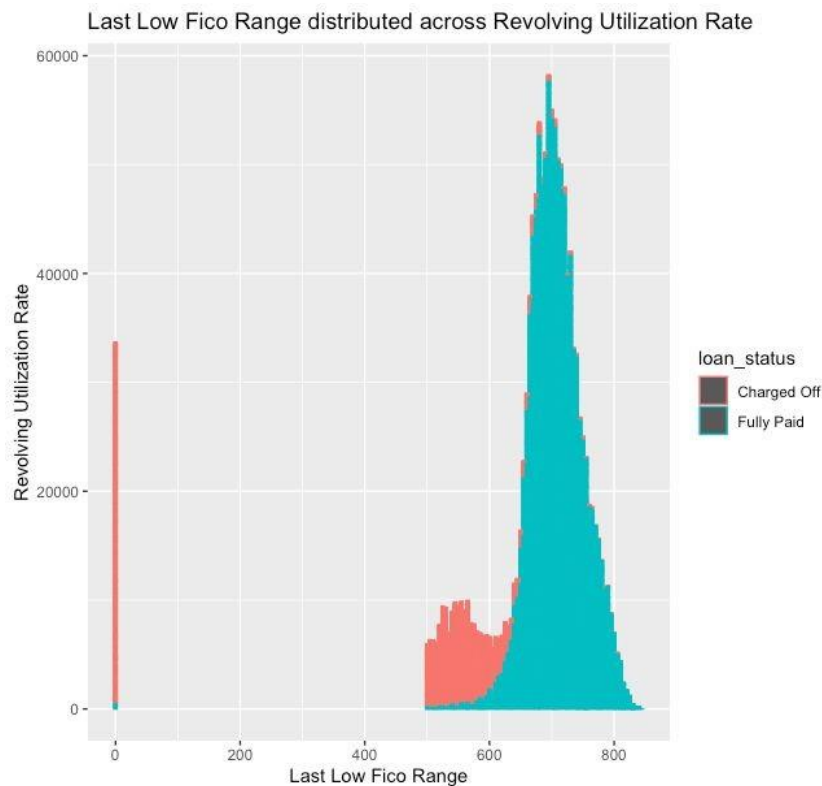 Last Low Fico Range distributed across Revolving Utilization Rate
60000
40000
20000
0
Revolving Utilization Rate
0
200
400
600
800
Last Low Fico Range
loan_status
Charged Off
Fully Paid